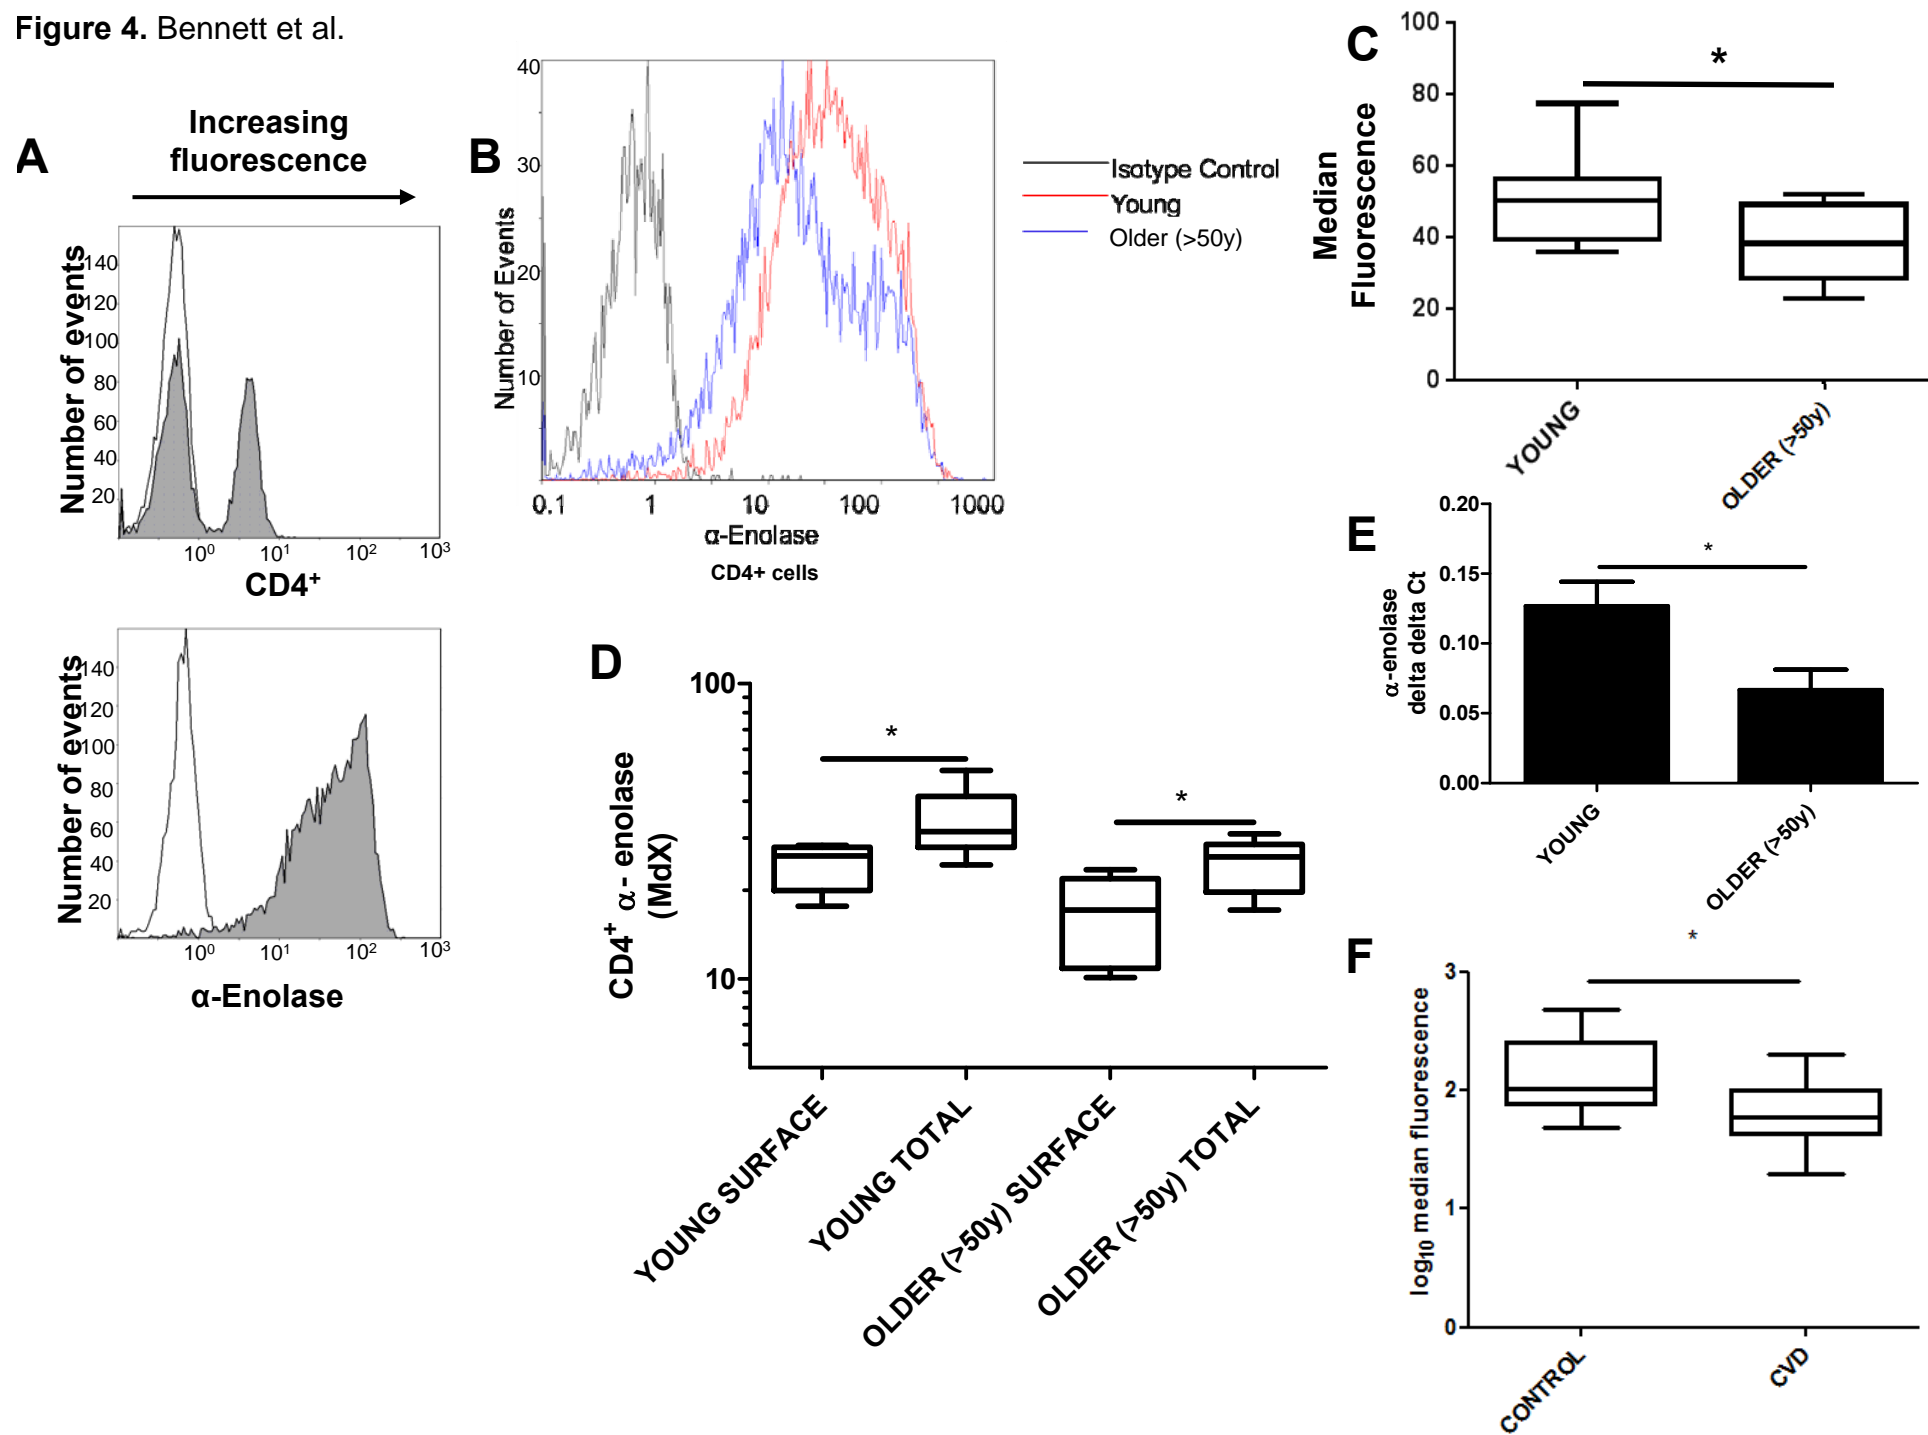 Figure 4. Bennett et al.
A
Increasing
fluorescence
Number of events
140
120
100
80
60
40
20
10⁰
10¹
10²
10³
CD4⁺
Number of events
140
120
100
80
60
40
20
10⁰
10¹
10²
10³
α-Enolase
B
Number of Events
40
30
20
10
0.1
1
10
100
1000
α-Enolase
CD4+ cells
Isotype Control
Young
Older (>50y)
C
Median
Fluorescence
100
80
60
40
20
0
*
YOUNG
OLDER (>50y)
D
CD4⁺ α- enolase
(MdX)
100
10
*
*
YOUNG SURFACE
YOUNG TOTAL
OLDER (>50y) SURFACE
OLDER (>50y) TOTAL
E
α-enolase
delta delta Ct
0.20
0.15
0.10
0.05
0.00
*
YOUNG
OLDER (>50y)
F
log₁₀ median fluorescence
3
2
1
0
*
CONTROL
CVD